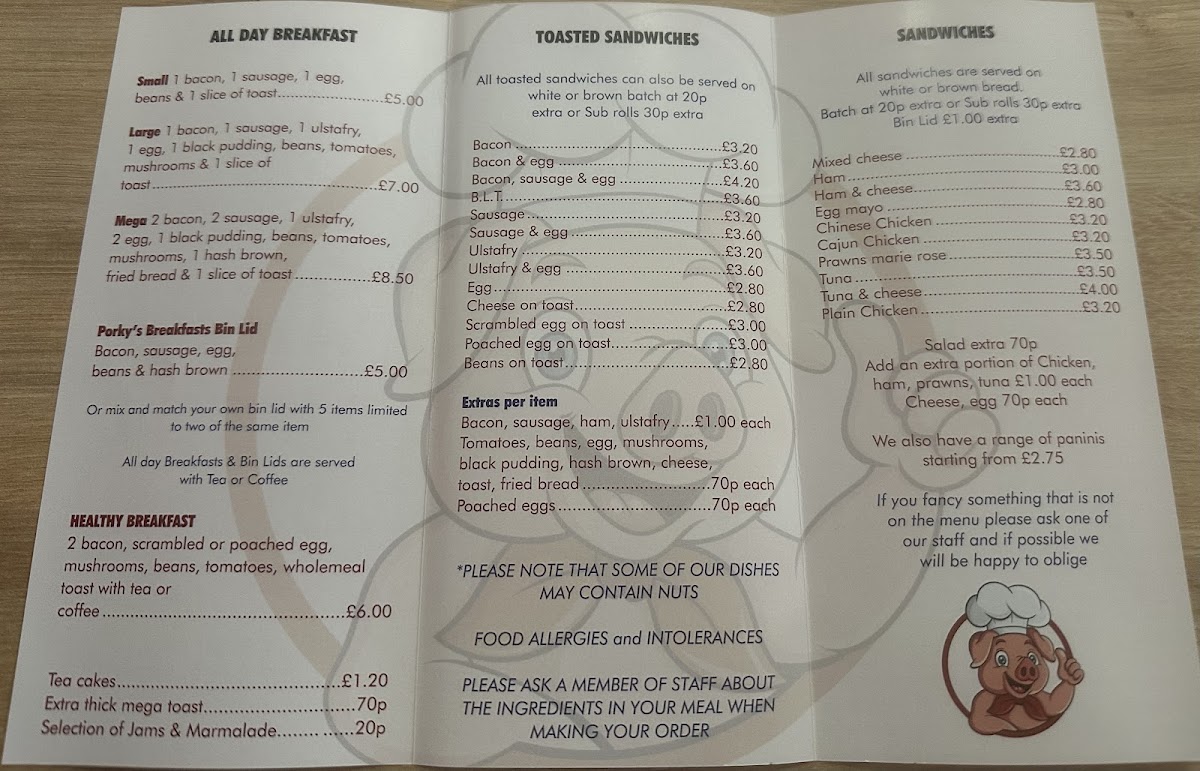 ALL DAY BREAKFAST
Small 1 bacon, 1 sausage, 1 egg,
beans & 1 slice of toast..............................£5.00
Large 1 bacon, 1 sausage, 1 ulstafry,
1 egg, 1 black pudding, beans, tomatoes,
mushrooms & 1 slice of
toast..................................................£7.00
Mega 2 bacon, 2 sausage, 1 ulstafry,
2 egg, 1 black pudding, beans, tomatoes,
mushrooms, 1 hash brown,
fried bread & 1 slice of toast.................£8.50
Porky's Breakfasts Bin Lid
Bacon, sausage, egg,
beans & hash brown..............................£5.00
Or mix and match your own bin lid with 5 items limited
to two of the same item
All day Breakfasts & Bin Lids are served
with Tea or Coffee
HEALTHY BREAKFAST
2 bacon, scrambled or poached egg,
mushrooms, beans, tomatoes, wholemeal
toast with tea or
coffee..................................................£6.00
Tea cakes..............................................£1.20
Extra thick mega toast..............................70p
Selection of Jams & Marmalade........ ......20p
TOASTED SANDWICHES
All toasted sandwiches can also be served on
white or brown batch at 20p
extra or Sub rolls 30p extra
Bacon..................................................£3.20
Bacon & egg.........................................£3.60
Bacon, sausage & egg...........................£4.20
B.L.T....................................................£3.60
Sausage................................................£3.20
Sausage & egg.....................................£3.60
Ulstafry................................................£3.20
Ulstafry & egg......................................£3.60
Egg......................................................£2.80
Cheese on toast....................................£2.80
Scrambled egg on toast........................£3.00
Poached egg on toast...........................£3.00
Beans on toast......................................£2.80
Extras per item
Bacon, sausage, ham, ulstafry.....£1.00 each
Tomatoes, beans, egg, mushrooms,
black pudding, hash brown, cheese,
toast, fried bread..........................70p each
Poached eggs...............................70p each
*PLEASE NOTE THAT SOME OF OUR DISHES
MAY CONTAIN NUTS
FOOD ALLERGIES and INTOLERANCES
PLEASE ASK A MEMBER OF STAFF ABOUT
THE INGREDIENTS IN YOUR MEAL WHEN
MAKING YOUR ORDER
SANDWICHES
All sandwiches are served on
white or brown bread.
Batch at 20p extra or Sub rolls 30p extra
Bin Lid £1.00 extra
Mixed cheese.......................................£2.80
Ham....................................................£3.00
Ham & cheese......................................£3.60
Egg mayo............................................£2.80
Chinese Chicken...................................£3.20
Cajun Chicken......................................£3.20
Prawns marie rose................................£3.50
Tuna....................................................£3.50
Tuna & cheese......................................£4.00
Plain Chicken.......................................£3.20
Salad extra 70p
Add an extra portion of Chicken,
ham, prawns, tuna £1.00 each
Cheese, egg 70p each
We also have a range of paninis
starting from £2.75
If you fancy something that is not
on the menu please ask one of
our staff and if possible we
will be happy to oblige